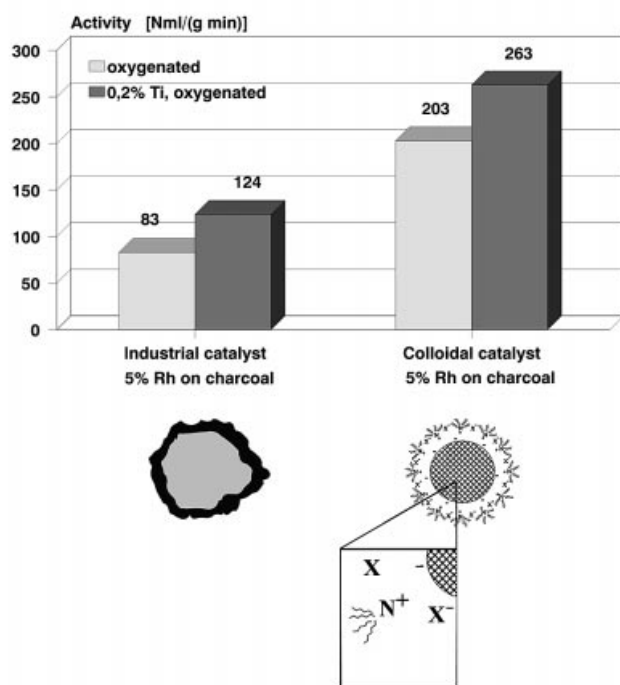 Activity [Nml/(g min)]
300
250
200
150
100
50
0
oxygenated
0,2% Ti, oxygenated
83
124
203
263
Industrial catalyst
5% Rh on charcoal
Colloidal catalyst
5% Rh on charcoal
X
-
N+
X-